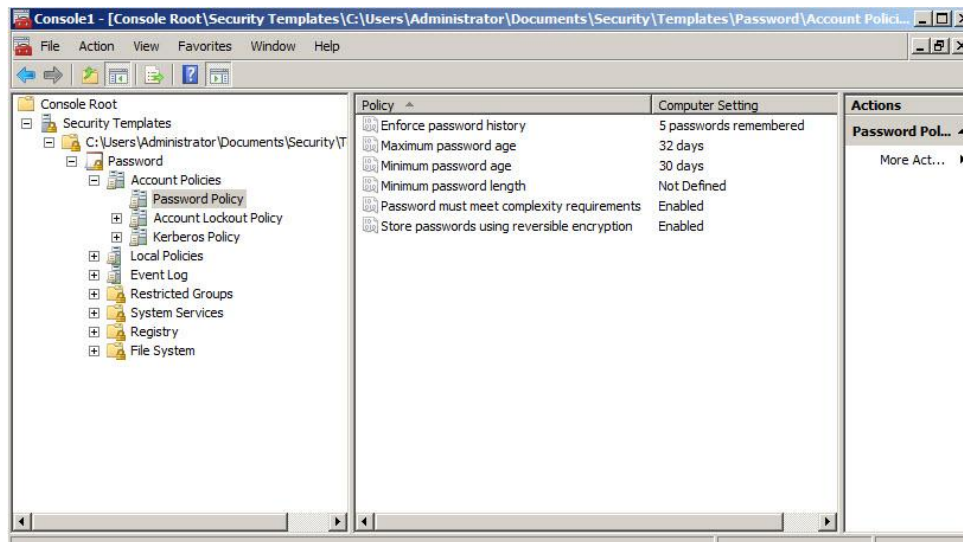 Console1 - [Console Root\Security Templates\C:\Users\Administrator\Documents\Security\Templates\Password\Account Polici...
File Action View Favorites Window Help
Console Root
Security Templates
C:\Users\Administrator\Documents\Security\T
Password
Account Policies
Password Policy
Account Lockout Policy
Kerberos Policy
Local Policies
Event Log
Restricted Groups
System Services
Registry
File System
Policy Computer Setting
Enforce password history 5 passwords remembered
Maximum password age 32 days
Minimum password age 30 days
Minimum password length Not Defined
Password must meet complexity requirements Enabled
Store passwords using reversible encryption Enabled
Actions
Password Pol...
More Act...